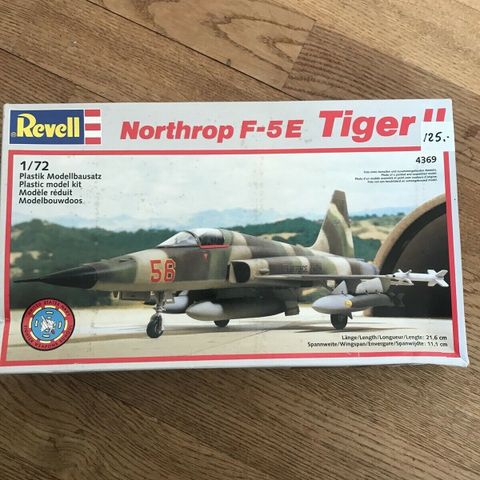 Revell
Northrop F-5E Tiger II
125.-
1/72
Plastik Modellbausatz
Plastic model kit
Modèle réduit
Modelbouwdoos
4369
58
Länge/Length/Longueur/Lengte: 21,6 cm
Spannweite/Wingspan/Envergure/Spanwijdte: 11,1 cm